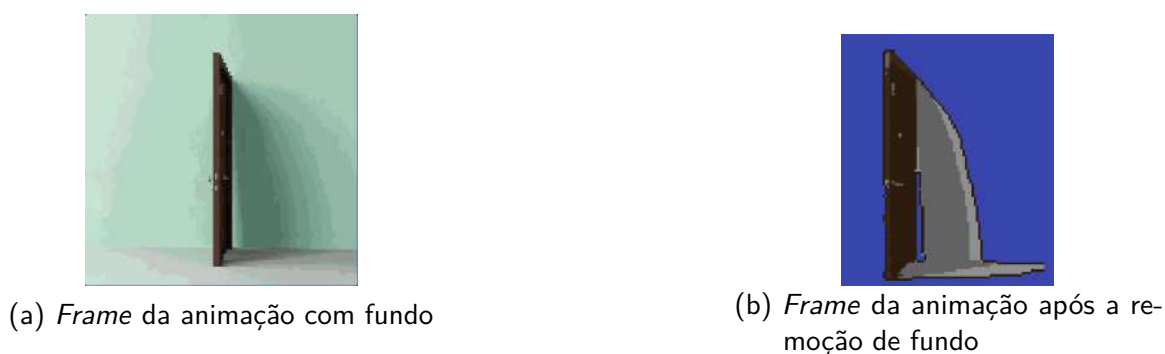 (a) Frame da animação com fundo
(b) Frame da animação após a re-
moção de fundo